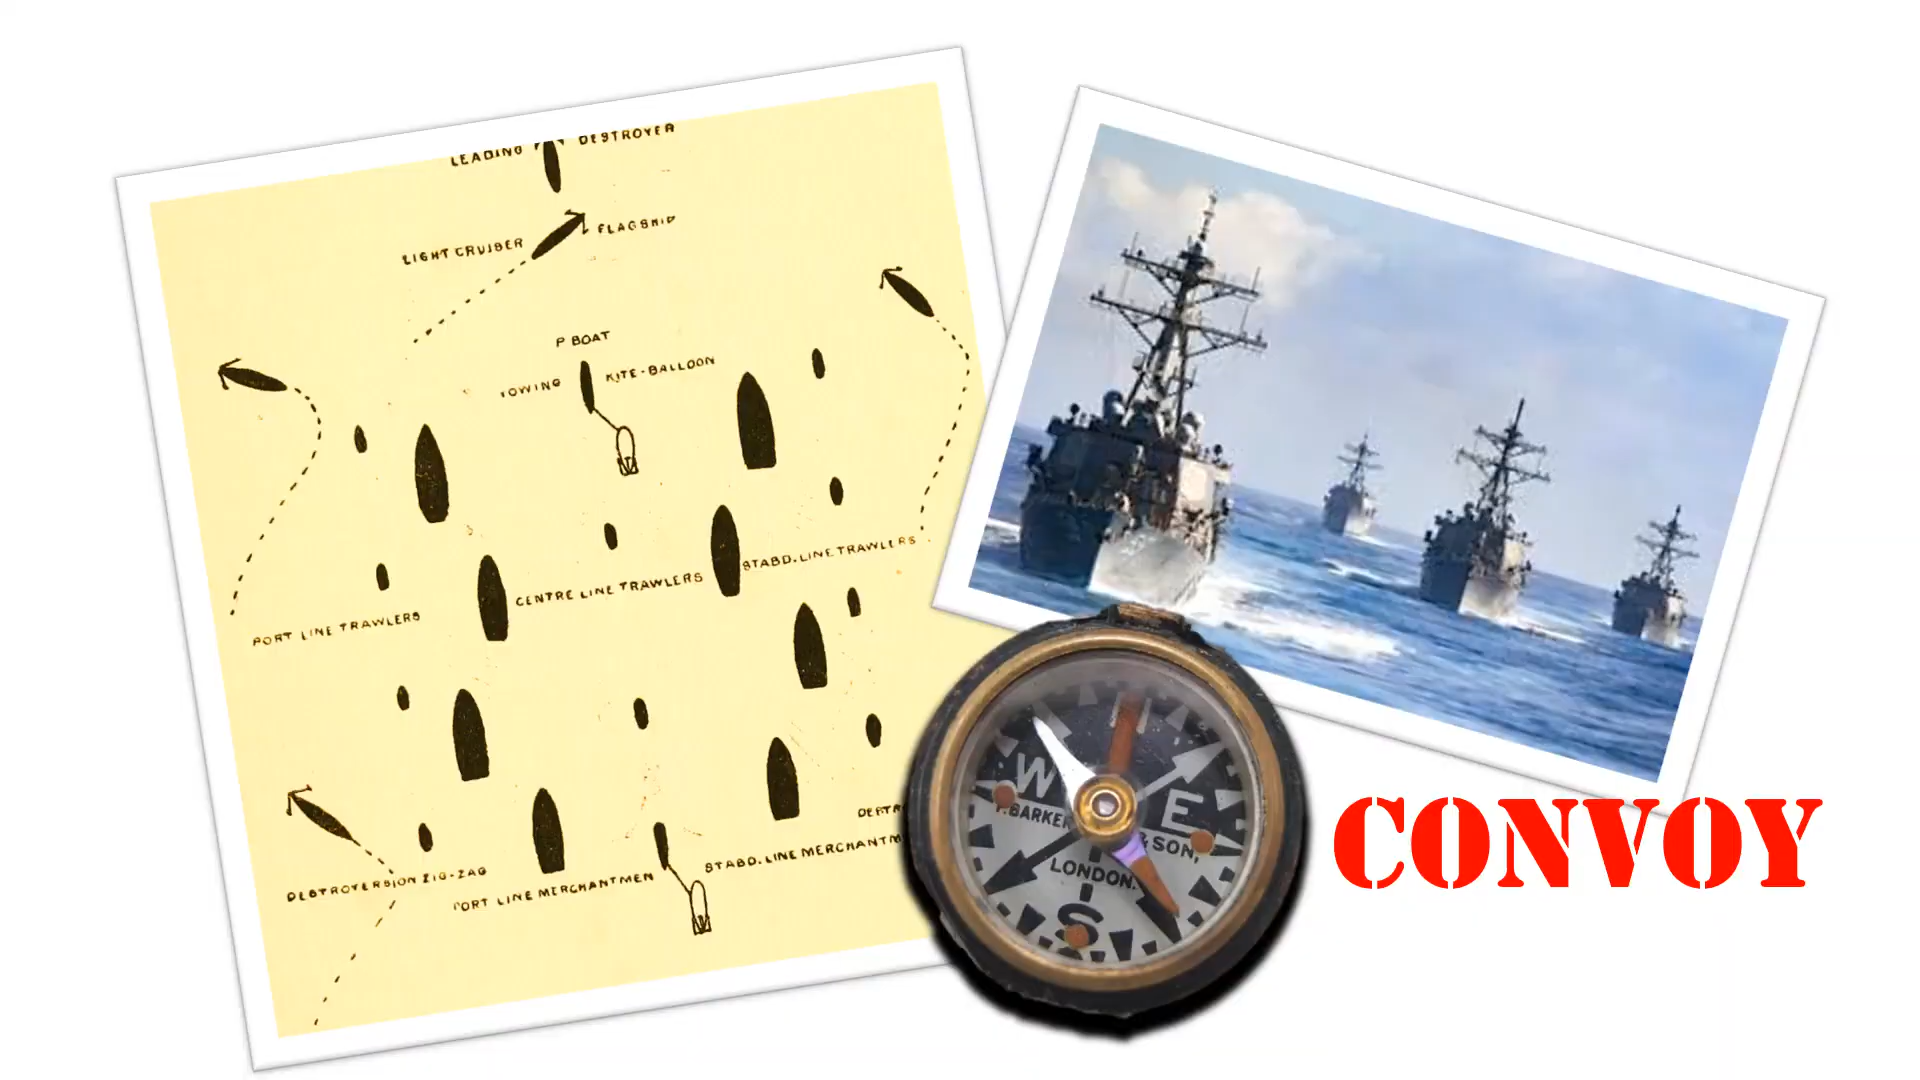 LEADING DESTROYER
LIGHT CRUISER FLAGSHIP
P BOAT
TOWING KITE-BALLOON
CENTRE LINE TRAWLERS
STABD. LINE TRAWLERS
PORT LINE TRAWLERS
DESTROYERS ON ZIG-ZAG
PORT LINE MERCHANTMEN
STABD. LINE MERCHANTM
W E
F. BARKER & SON,
LONDON.
S
CONVOY